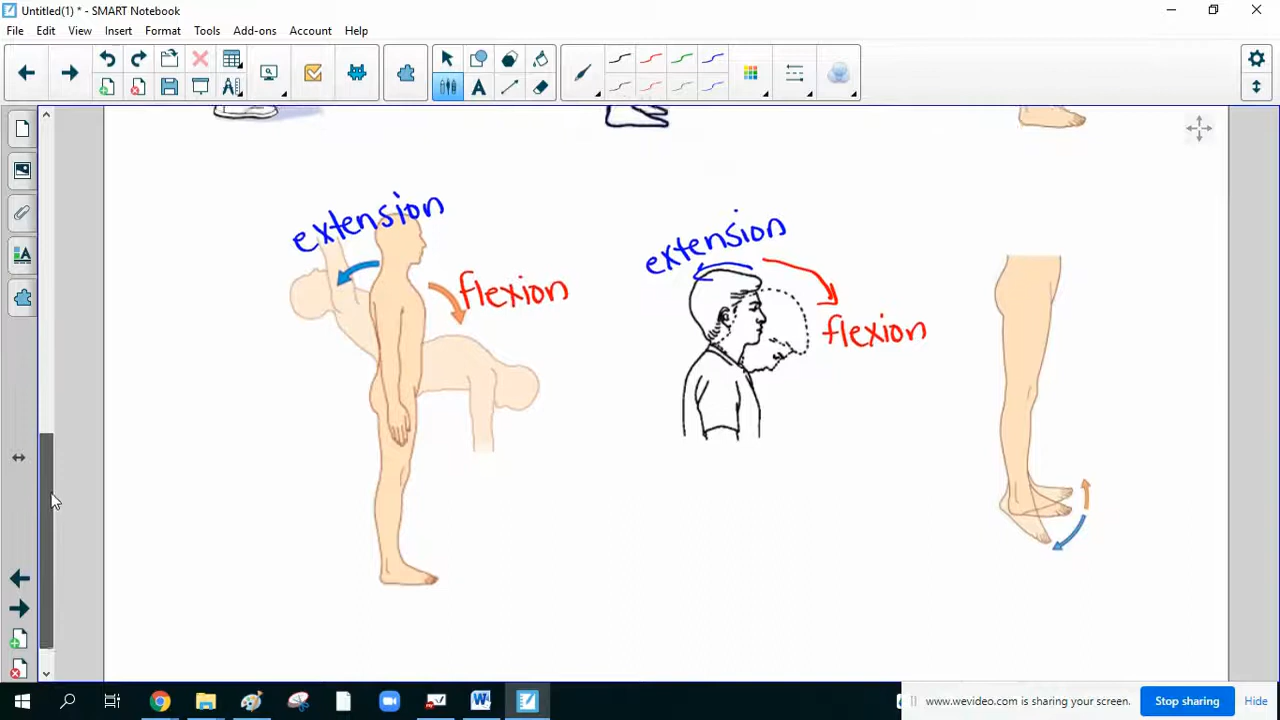 Untitled(1) * - SMART Notebook
File Edit View Insert Format Tools Add-ons Account Help
extension
flexion
extension
flexion
www.wevideo.com is sharing your screen.
Stop sharing
Hide